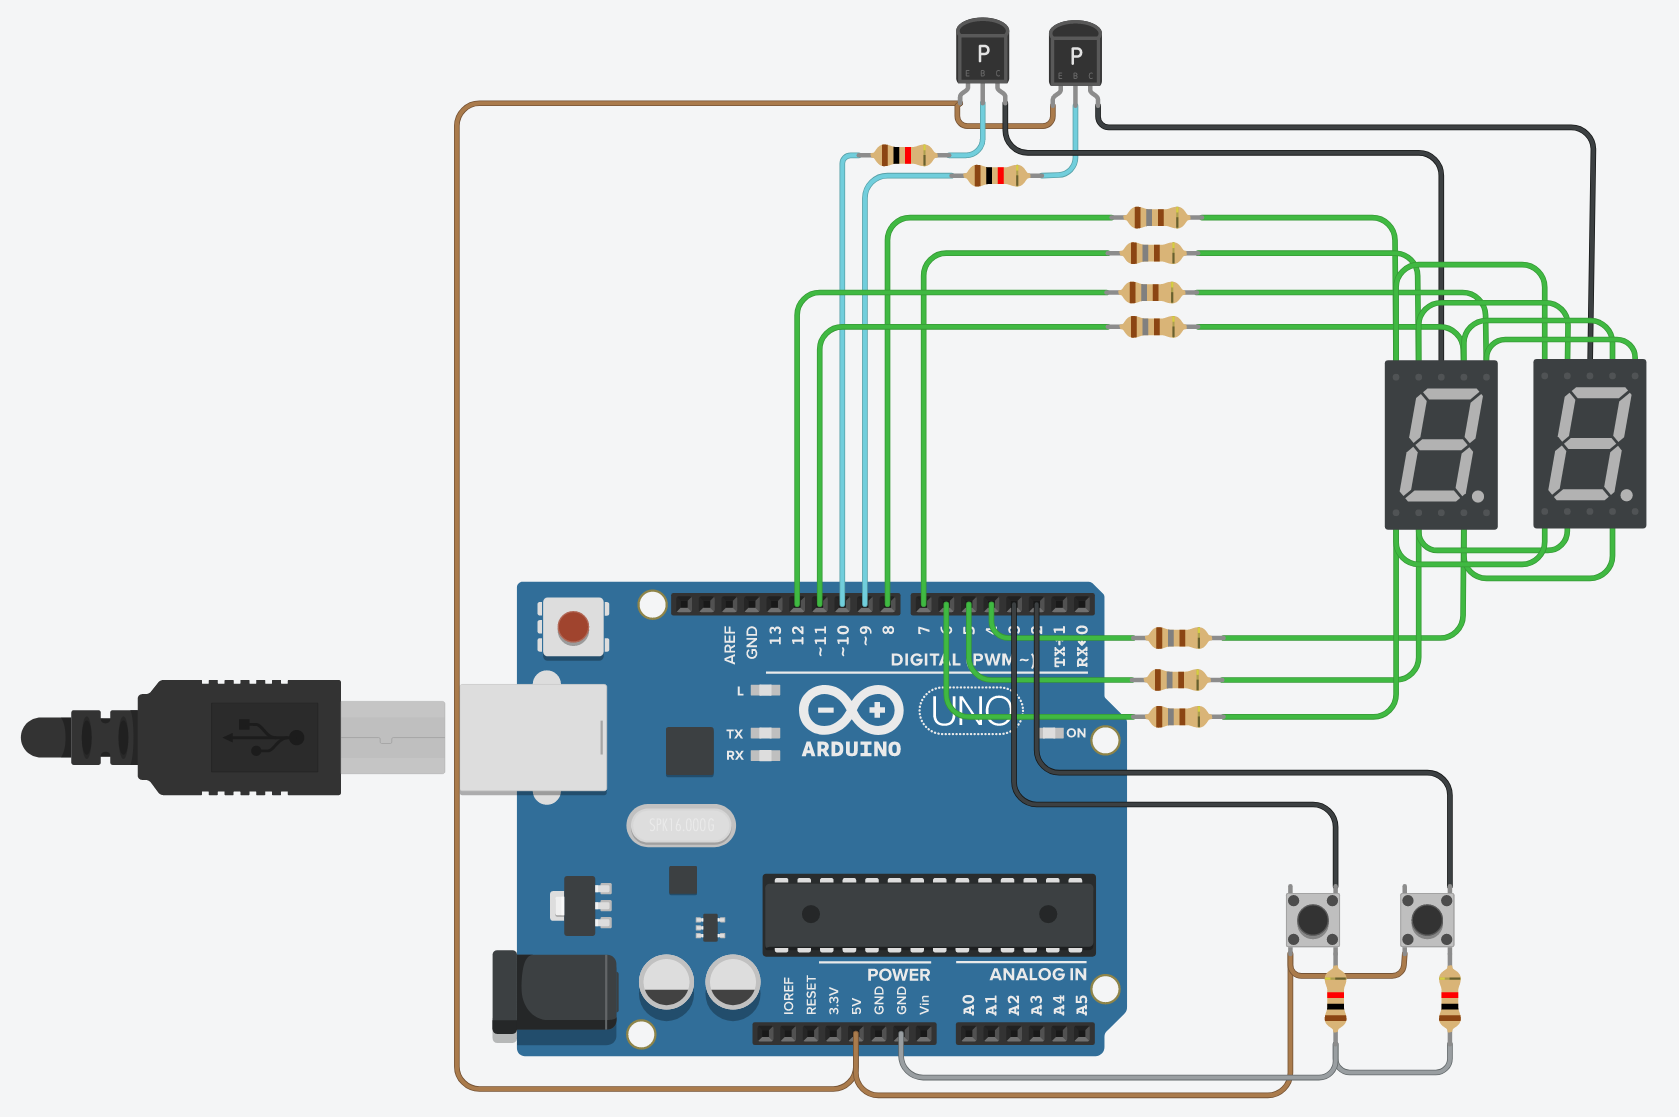 P
P
E B C
E B C
AREF
GND
13
12
~11
~10
~9
8
7
6
5
4
3
2
TX→1
RX←0
DIGITAL (PWM~)
L
TX
RX
UNO
ON
ARDUINO
SPK16.000G
POWER
ANALOG IN
IOREF
RESET
3.3V
5V
GND
GND
Vin
A0
A1
A2
A3
A4
A5